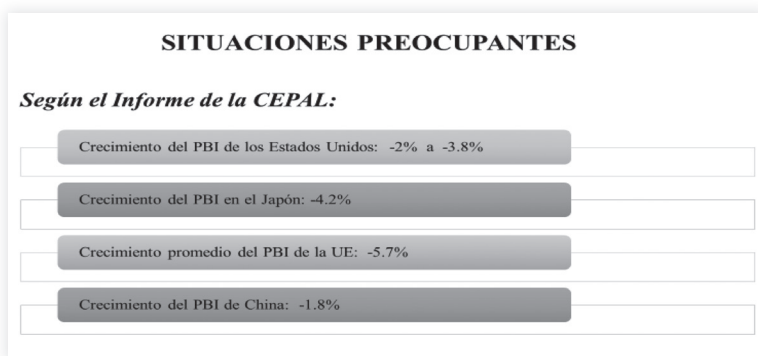 SITUACIONES PREOCUPANTES
Según el Informe de la CEPAL:
Crecimiento del PBI de los Estados Unidos: -2% a -3.8%
Crecimiento del PBI en el Japón: -4.2%
Crecimiento promedio del PBI de la UE: -5.7%
Crecimiento del PBI de China: -1.8%